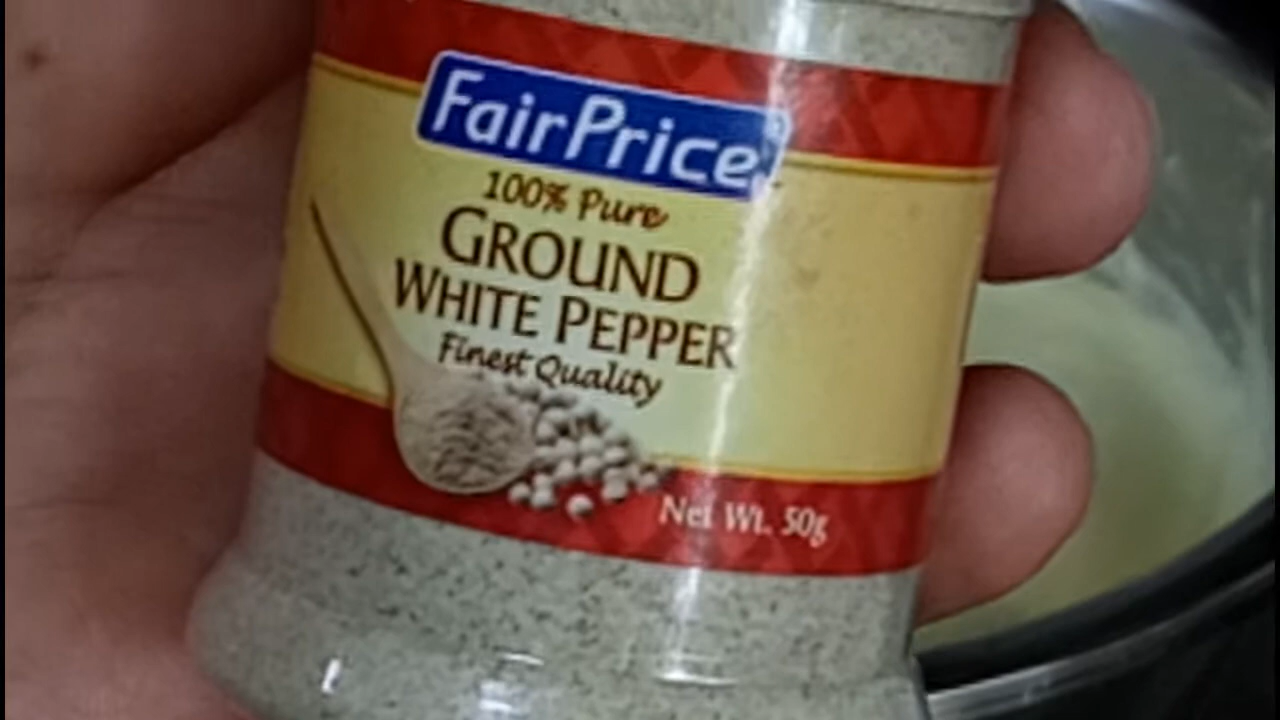 FairPrice
100% Pure
GROUND
WHITE PEPPER
Finest Quality
Net Wt. 50g